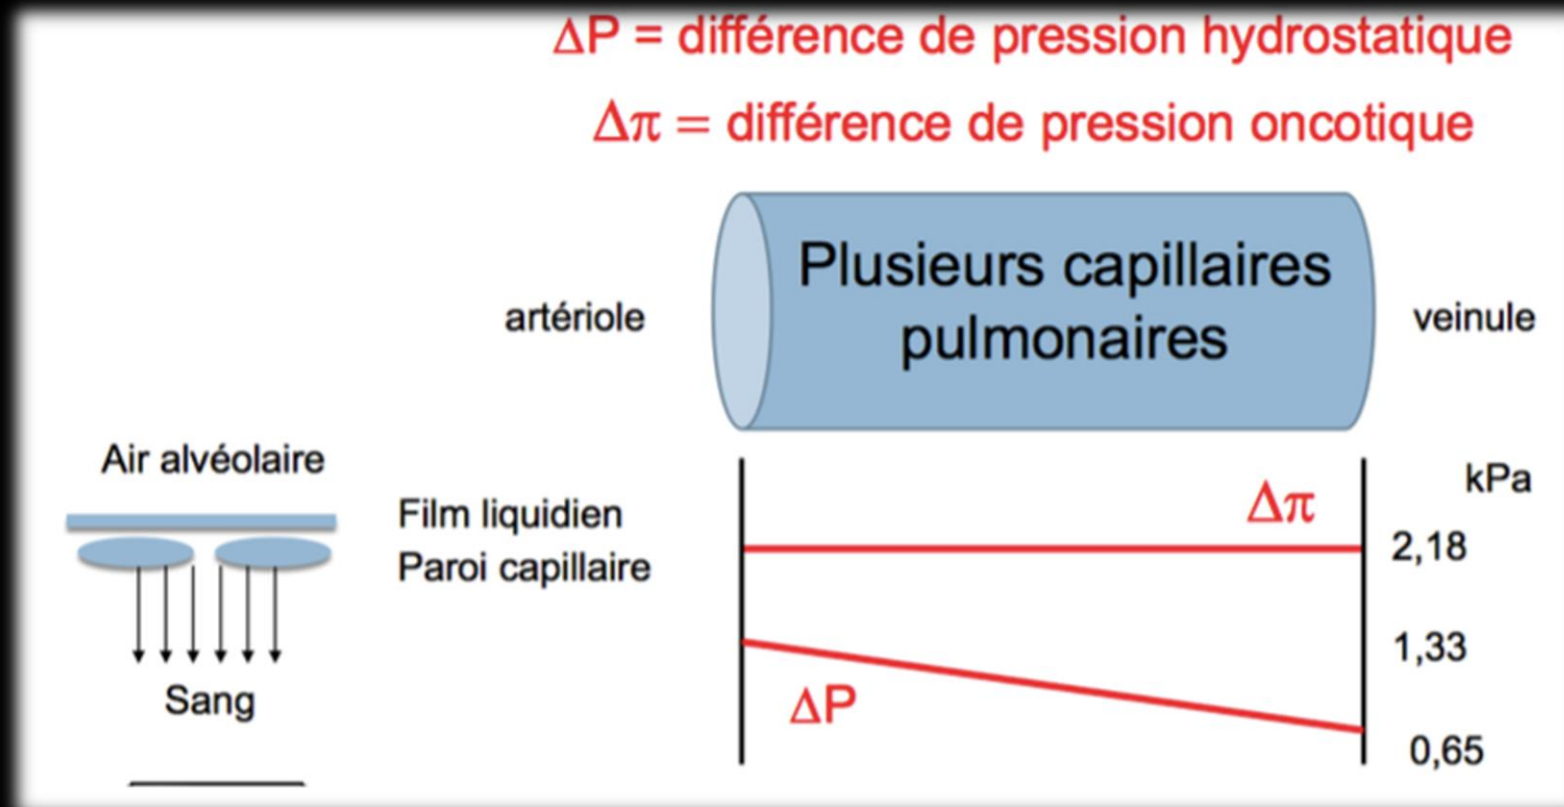 ΔP = différence de pression hydrostatique
Δπ = différence de pression oncotique
Plusieurs capillaires
pulmonaires
artériole
veinule
Air alvéolaire
Film liquidien
Paroi capillaire
Sang
kPa
Δπ
2,18
1,33
ΔP
0,65